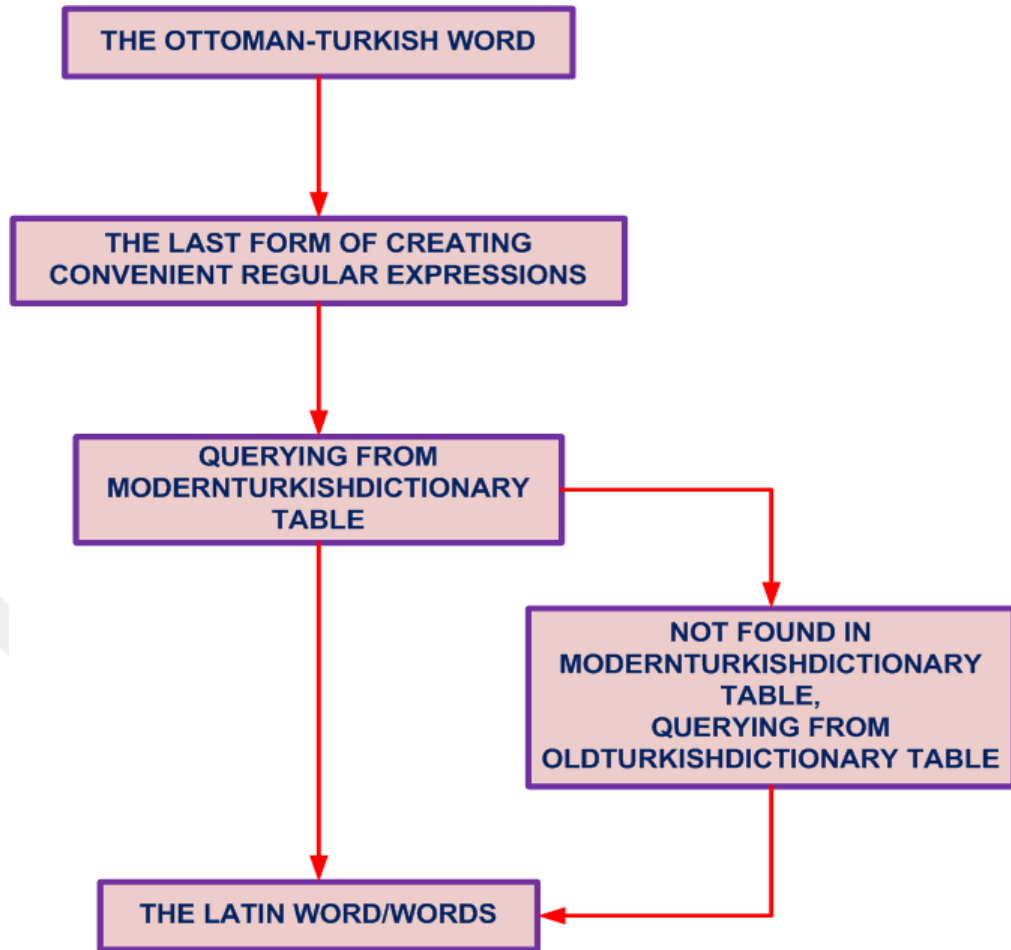 THE OTTOMAN-TURKISH WORD
THE LAST FORM OF CREATING
CONVENIENT REGULAR EXPRESSIONS
QUERYING FROM
MODERNTURKISHDICTIONARY
TABLE
NOT FOUND IN
MODERNTURKISHDICTIONARY
TABLE,
QUERYING FROM
OLDTURKISHDICTIONARY TABLE
THE LATIN WORD/WORDS